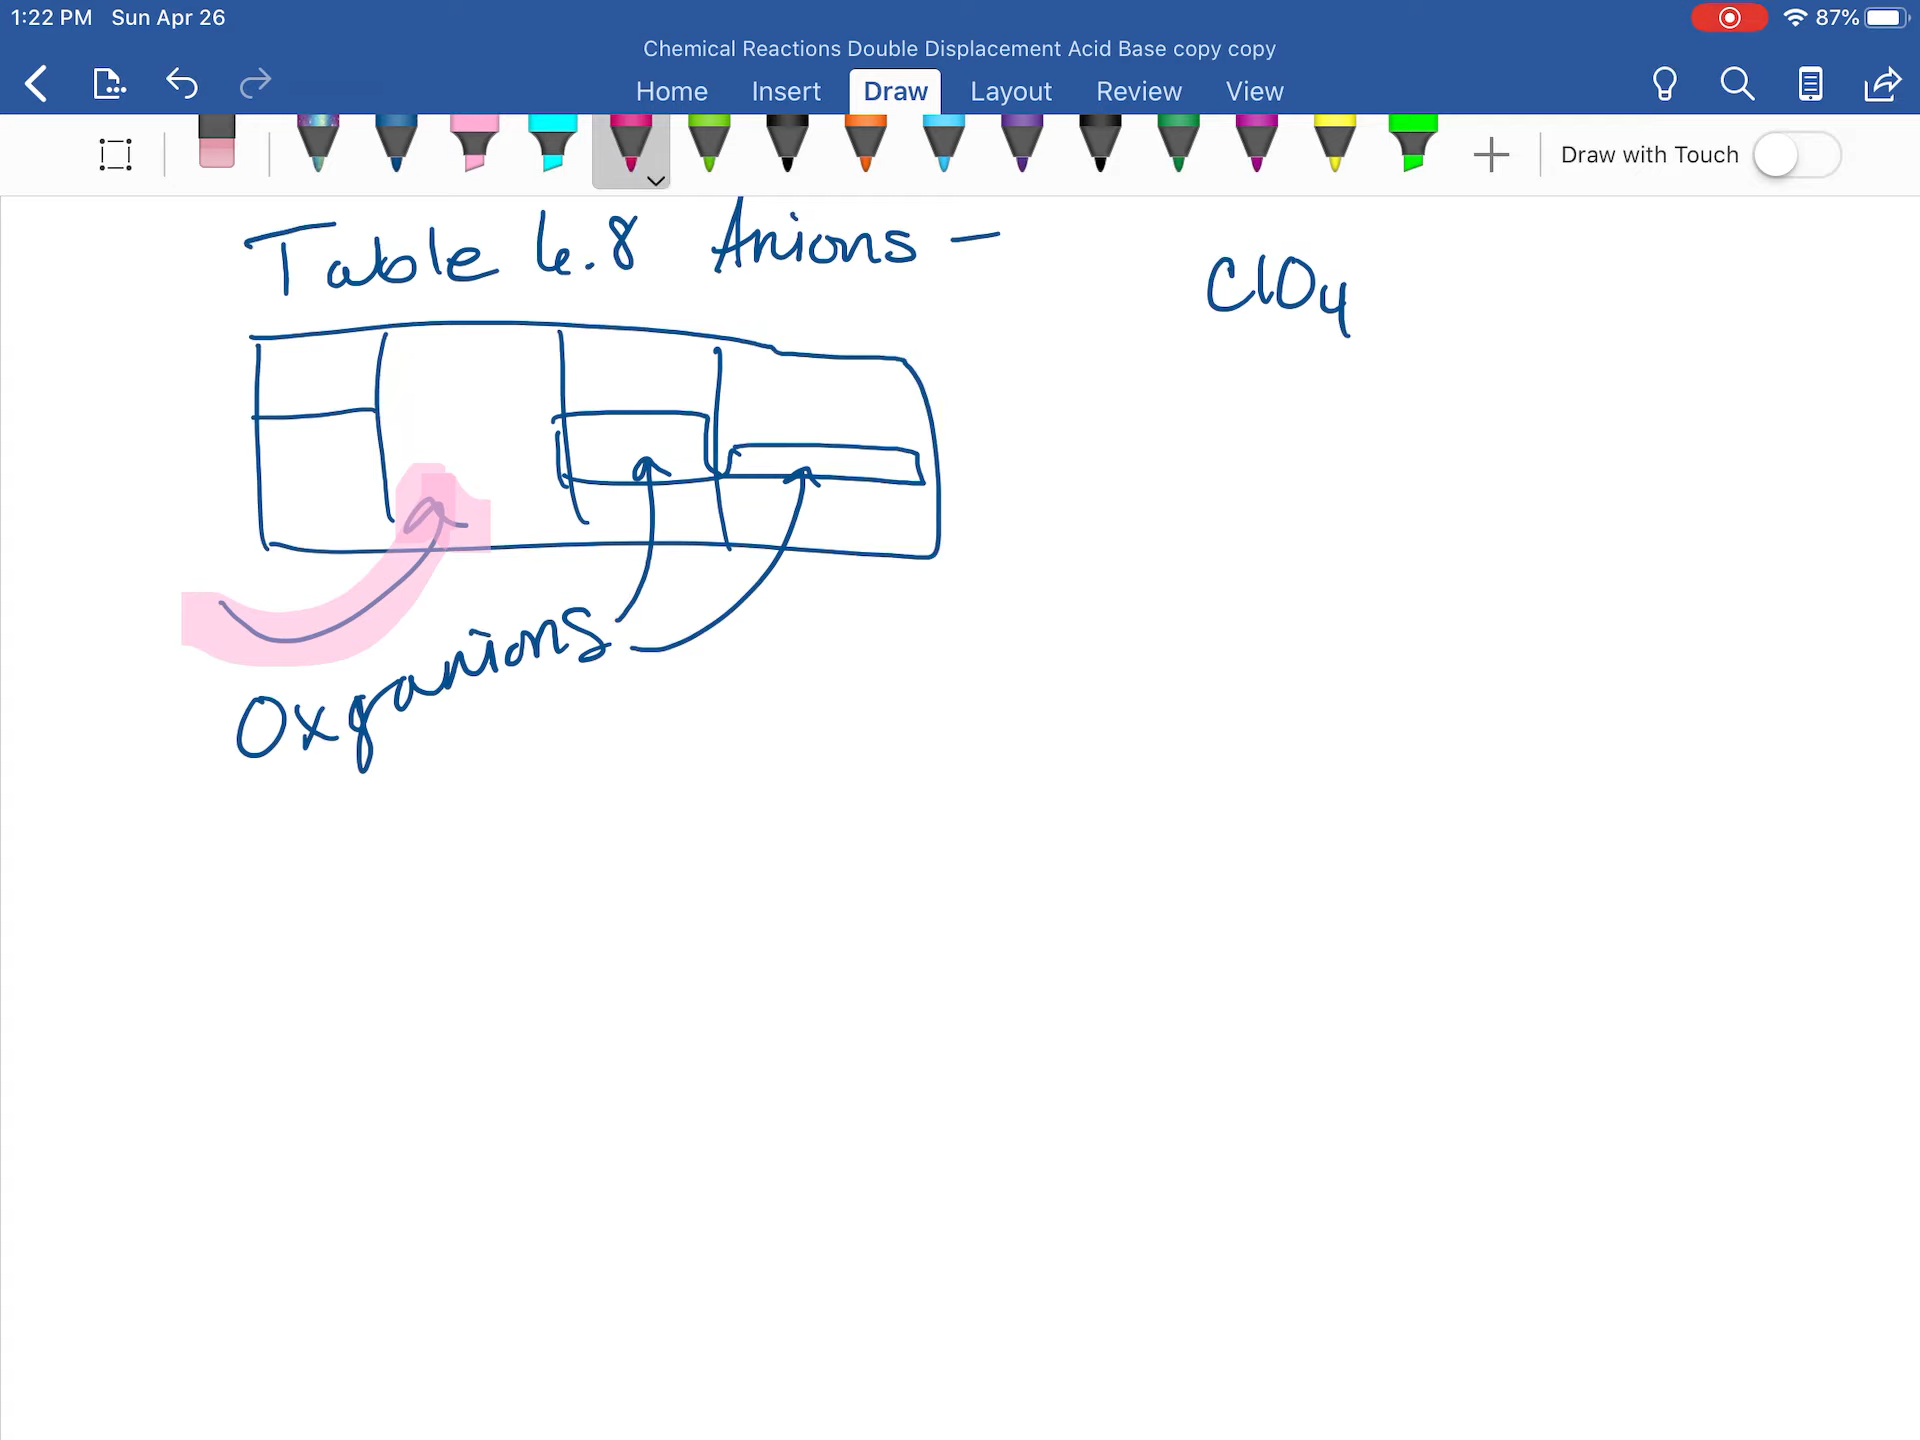 1:22 PM Sun Apr 26
87%
Chemical Reactions Double Displacement Acid Base copy copy
Home Insert Draw Layout Review View
Draw with Touch
Table 6.8 Anions –
ClO4
Oxyanions